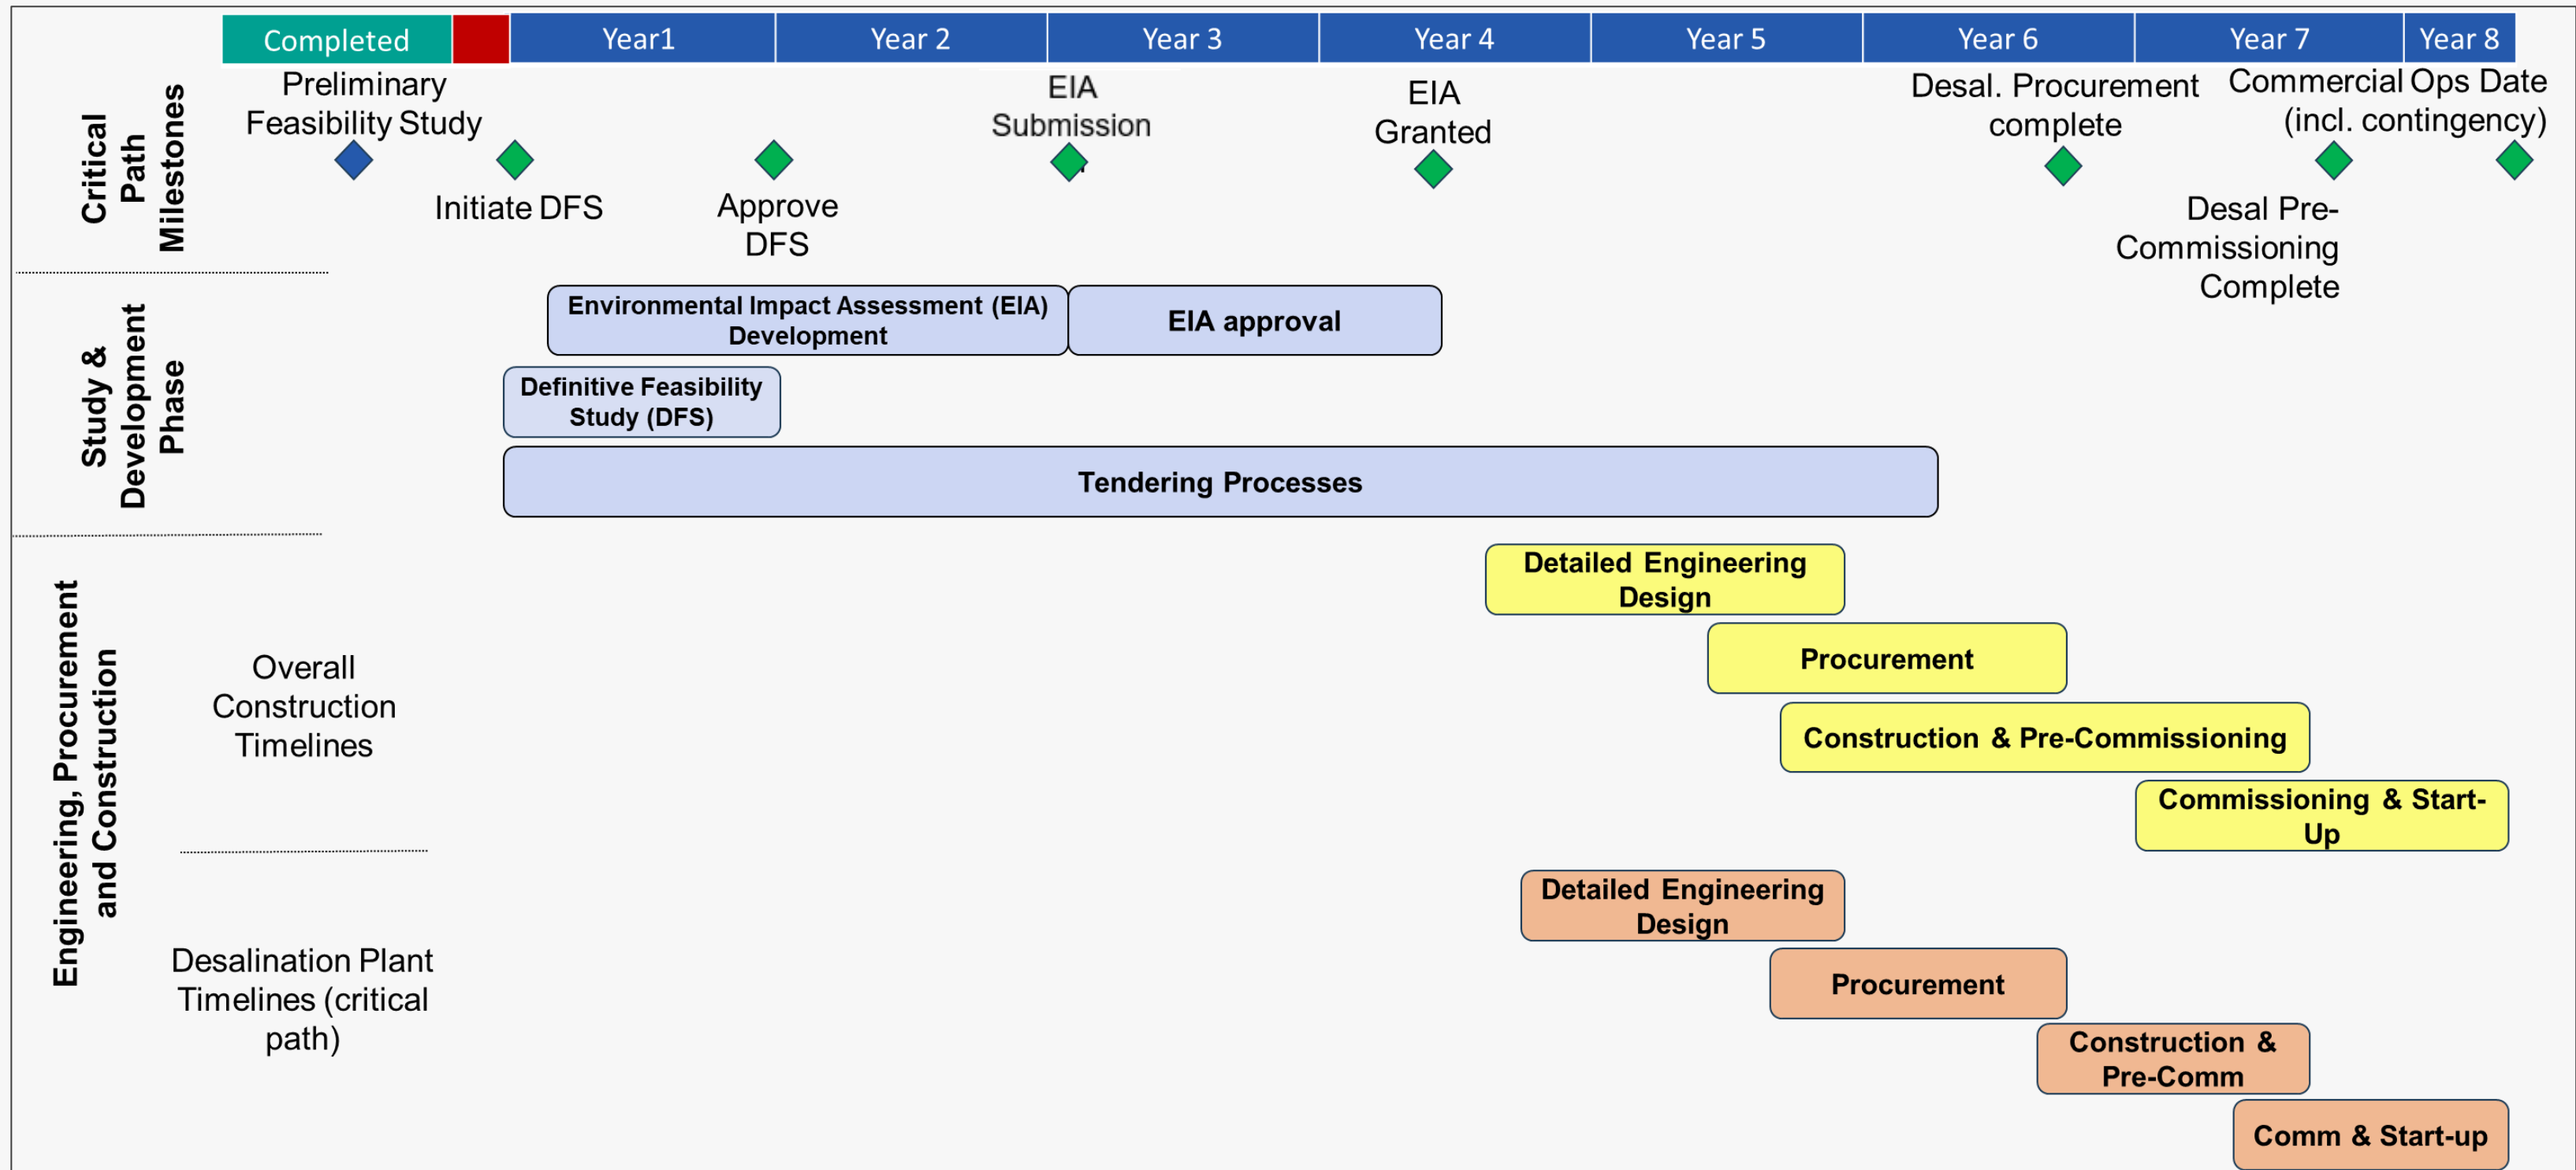 Completed
Year1
Year 2
Year 3
Year 4
Year 5
Year 6
Year 7
Year 8
Critical
Path
Milestones
Preliminary
Feasibility Study
Initiate DFS
Approve
DFS
EIA
Submission
EIA
Granted
Desal. Procurement
complete
Commercial Ops Date
(incl. contingency)
Desal Pre-
Commissioning
Complete
Study &
Development
Phase
Environmental Impact Assessment (EIA)
Development
EIA approval
Definitive Feasibility
Study (DFS)
Tendering Processes
Engineering, Procurement
and Construction
Overall
Construction
Timelines
Detailed Engineering
Design
Procurement
Construction & Pre-Commissioning
Commissioning & Start-
Up
Desalination Plant
Timelines (critical
path)
Detailed Engineering
Design
Procurement
Construction &
Pre-Comm
Comm & Start-up